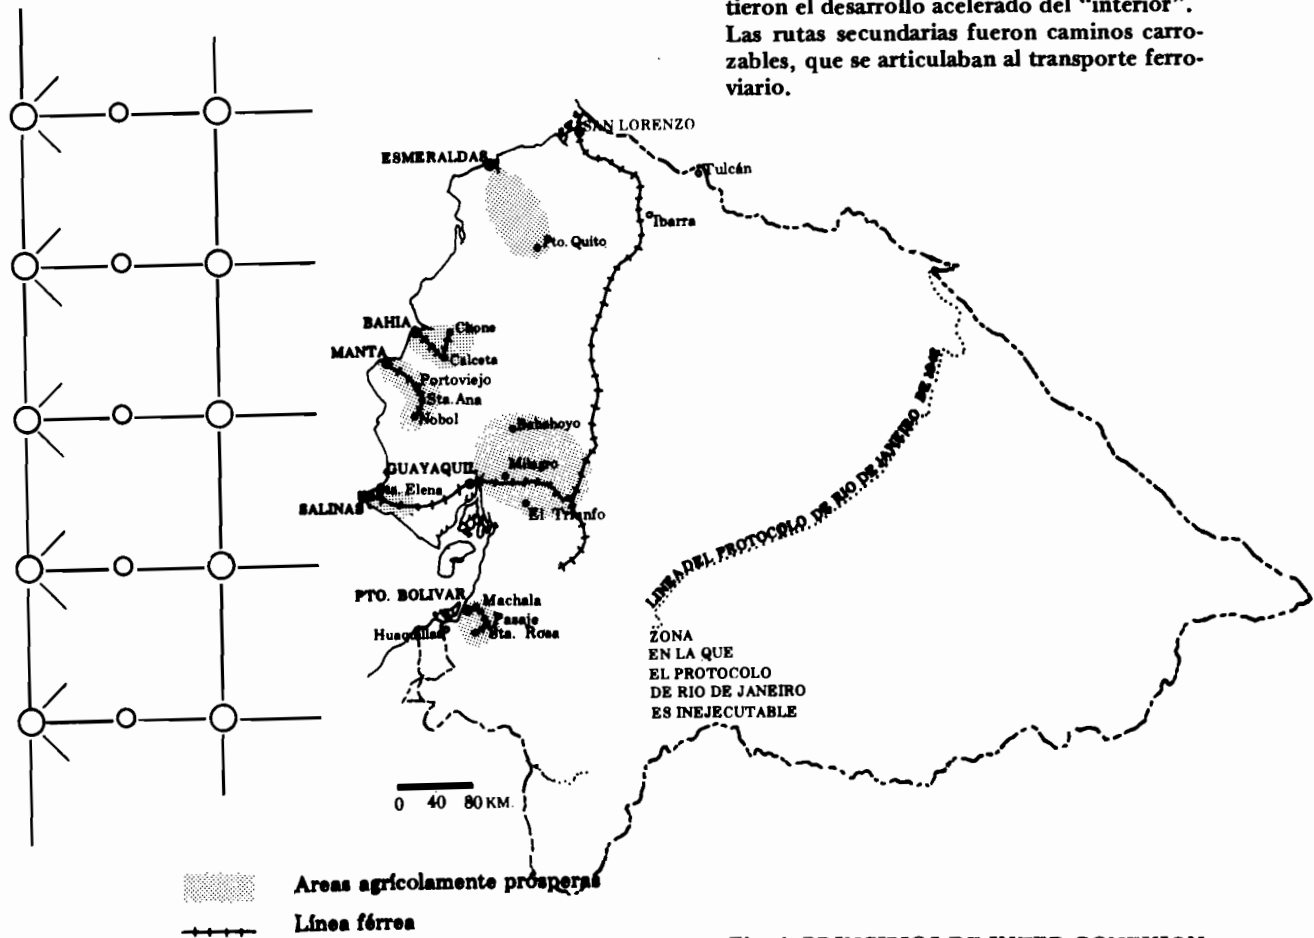 tieron el desarrollo acelerado del "interior".
Las rutas secundarias fueron caminos carro-
zables, que se articulaban al transporte ferro-
viario.
SAN LORENZO
ESMERALDAS
Tulcán
Ibarra
Pto. Quito
BAHIA
Chone
MANTA
Calceta
Portoviejo
Sta. Ana
Nobol
Babahoyo
GUAYAQUIL
Milagro
Sta. Elena
SALINAS
El Triunfo
LINEA DEL PROTOCOLO DE RIO DE JANEIRO DE
PTO. BOLIVAR
Machala
Pasaje
Huaquillas
Sta. Rosa
ZONA
EN LA QUE
EL PROTOCOLO
DE RIO DE JANEIRO
ES INEJECUTABLE
0 40 80 KM.
Areas agrícolamente prósperas
Línea férrea